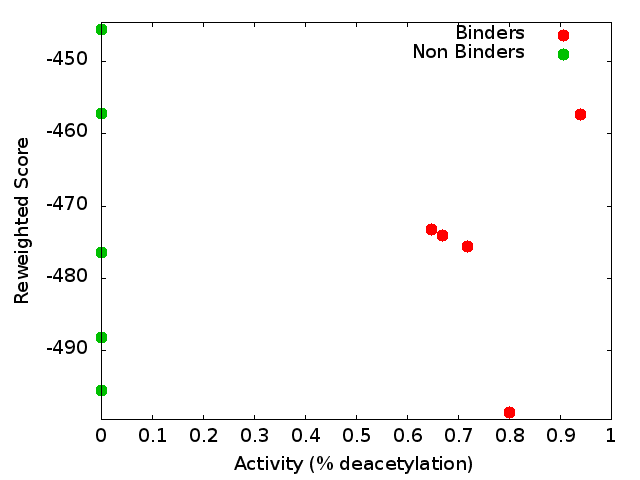 Binders
Non Binders
-450
-460
-470
-480
-490
Reweighted Score
0 0.1 0.2 0.3 0.4 0.5 0.6 0.7 0.8 0.9 1
Activity (% deacetylation)